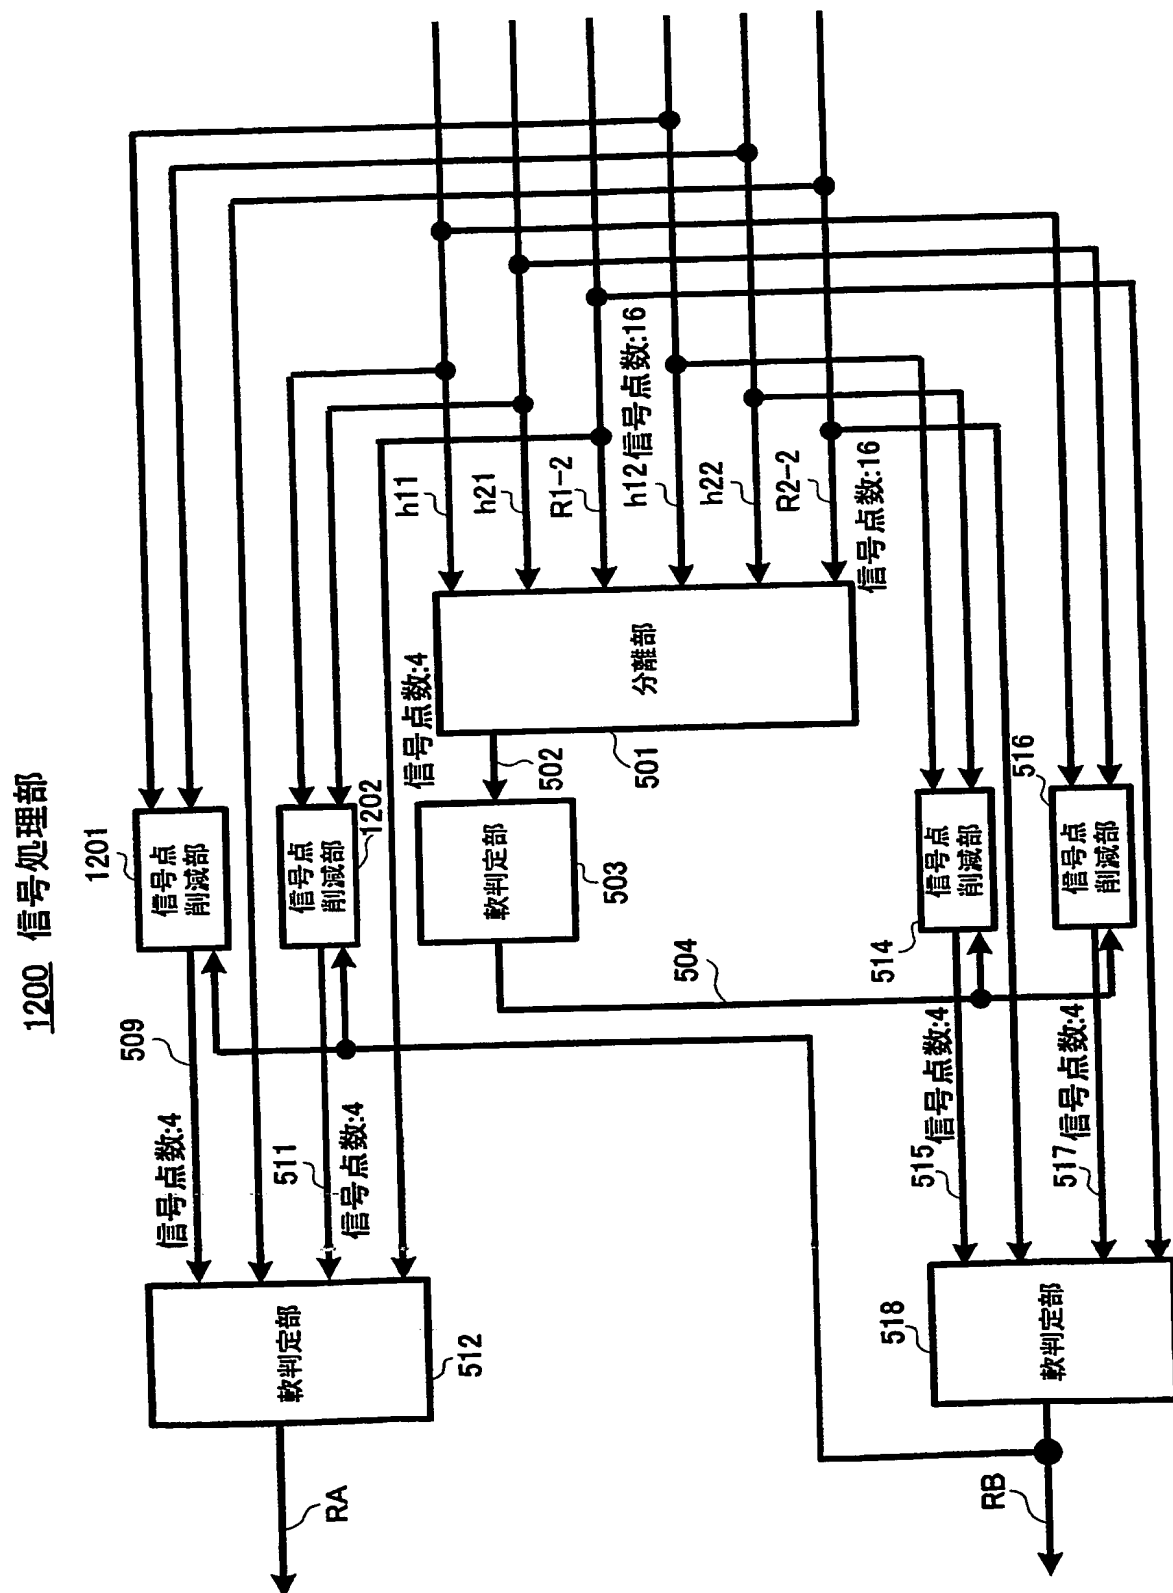 1200 信号処理部
1201
信号点
削減部
509
信号点数:4
1202
信号点
削減部
511
信号点数:4
軟判定部
512
RA
h11
h21
R1-2
h12
信号点数:16
h22
R2-2
信号点数:16
分離部
501
信号点数:4
502
軟判定部
503
504
514
信号点
削減部
515
信号点数:4
516
信号点
削減部
517
信号点数:4
518
軟判定部
RB